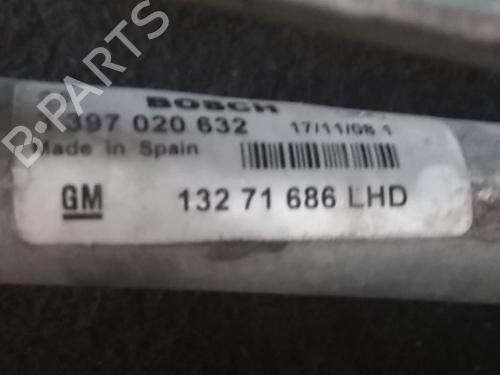 B-PARTS
BOSCH
397 020 632 17/11/08 1
Made in Spain
GM 132 71 686 LHD